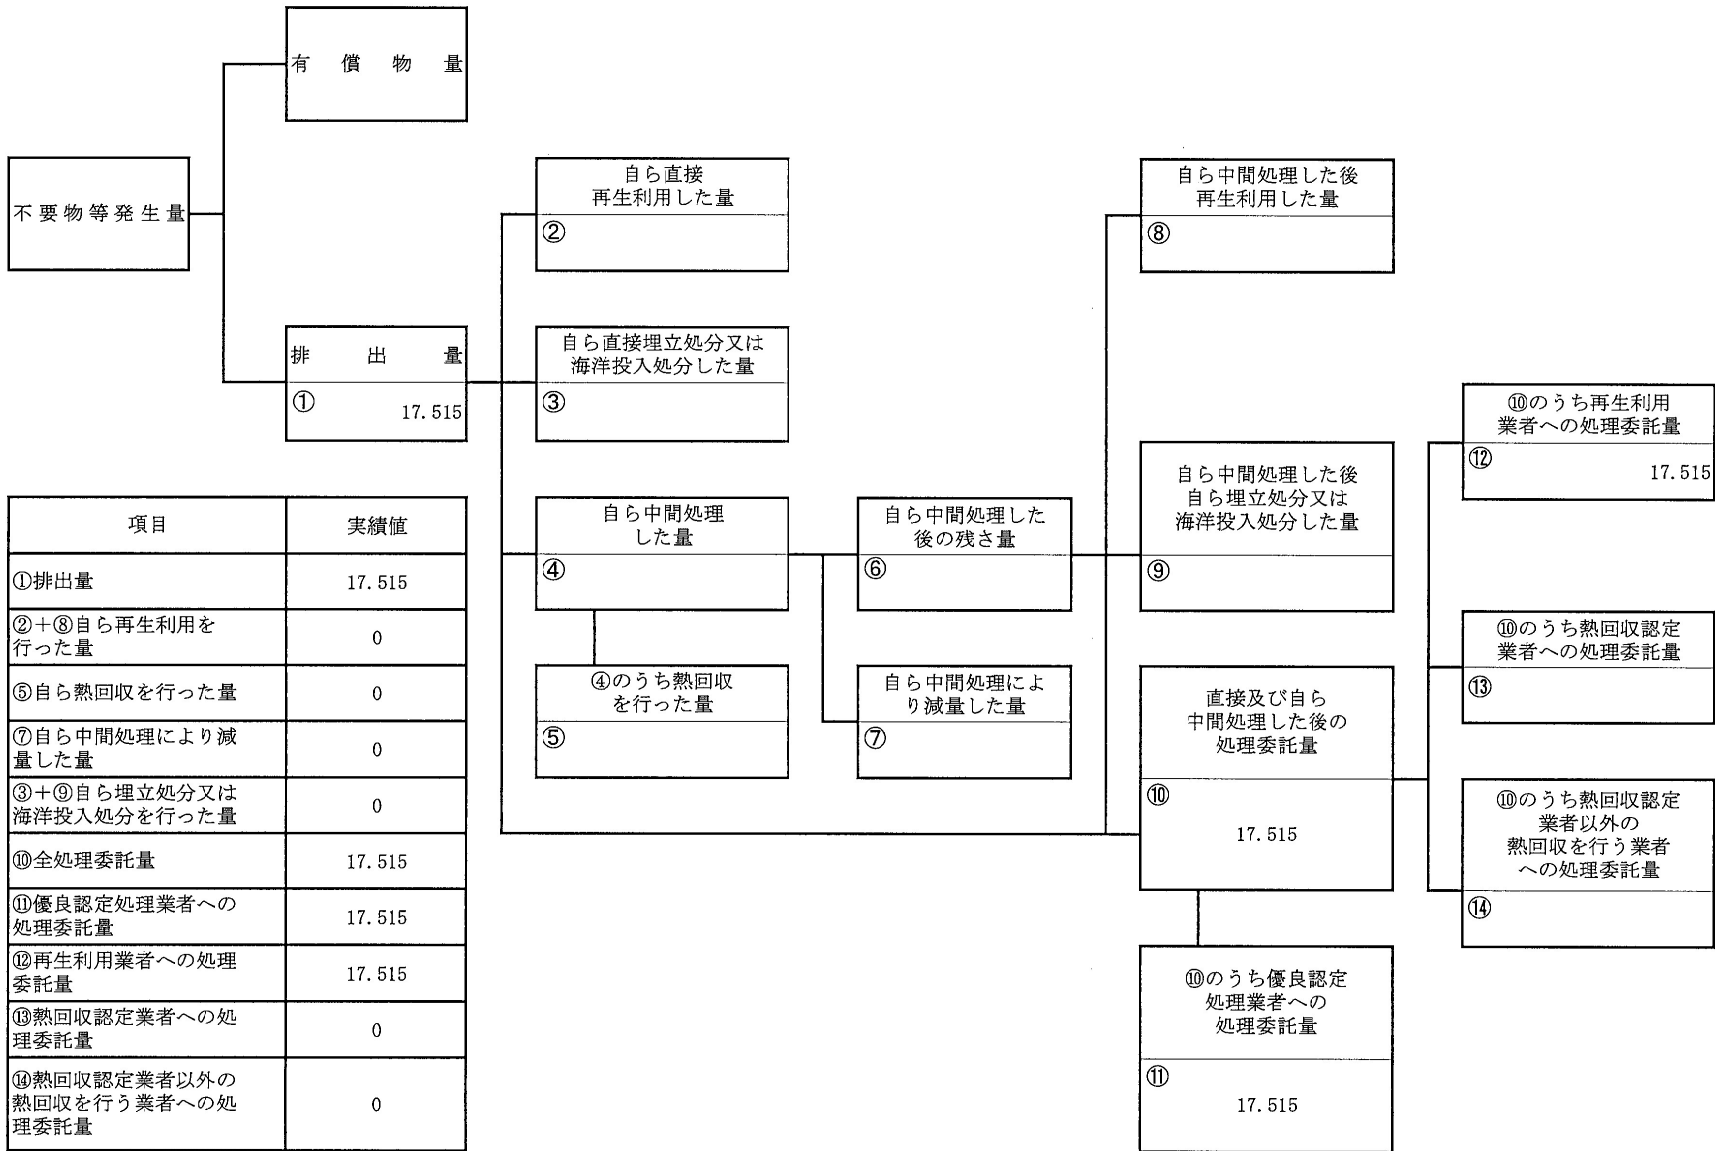 有償物量
不要物等発生量
排出量
① 17.515
自ら直接
再生利用した量
②
自ら直接埋立処分又は
海洋投入処分した量
③
自ら中間処理
した量
④
④のうち熱回収
を行った量
⑤
自ら中間処理した
後の残さ量
⑥
自ら中間処理によ
り減量した量
⑦
自ら中間処理した後
再生利用した量
⑧
自ら中間処理した後
自ら埋立処分又は
海洋投入処分した量
⑨
直接及び自ら
中間処理した後の
処理委託量
⑩
17.515
⑩のうち優良認定
処理業者への
処理委託量
⑪
17.515
⑩のうち再生利用
業者への処理委託量
⑫ 17.515
⑩のうち熱回収認定
業者への処理委託量
⑬
⑩のうち熱回収認定
業者以外の
熱回収を行う業者
への処理委託量
⑭
項目 実績値
①排出量 17.515
②+⑧自ら再生利用を
行った量 0
⑤自ら熱回収を行った量 0
⑦自ら中間処理により減
量した量 0
③+⑨自ら埋立処分又は
海洋投入処分を行った量 0
⑩全処理委託量 17.515
⑪優良認定処理業者への
処理委託量 17.515
⑫再生利用業者への処理
委託量 17.515
⑬熱回収認定業者への処
理委託量 0
⑭熱回収認定業者以外の
熱回収を行う業者への処
理委託量 0